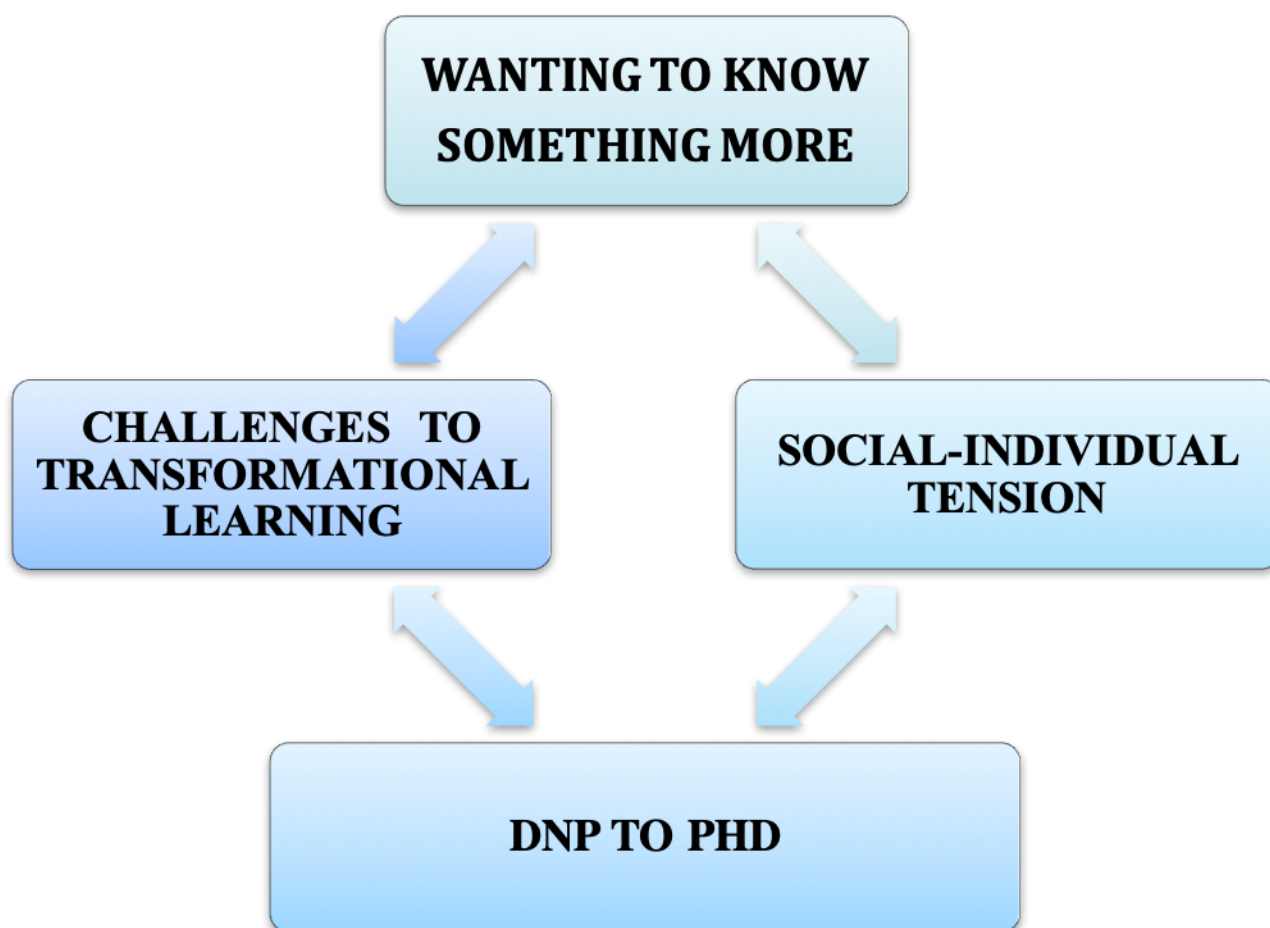 WANTING TO KNOW
SOMETHING MORE
CHALLENGES TO
TRANSFORMATIONAL
LEARNING
SOCIAL-INDIVIDUAL
TENSION
DNP TO PHD